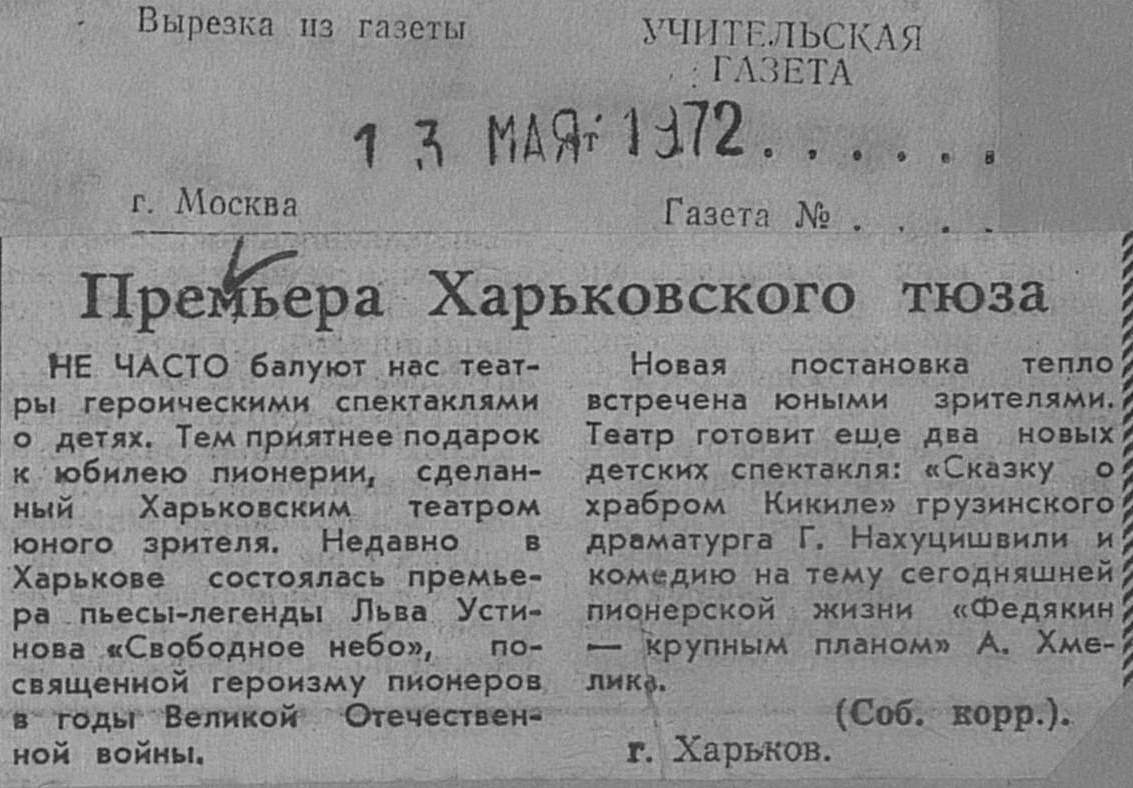 Вырезка из газеты
УЧИТЕЛЬСКАЯ
ГАЗЕТА
13 МАЯ 1972 . . . . . .
г. Москва
Газета № . . . .
Премьера Харьковского тюза
НЕ ЧАСТО балуют нас теат-
ры героическими спектаклями
о детях. Тем приятнее подарок
к юбилею пионерии, сделан-
ный Харьковским театром
юного зрителя. Недавно в
Харькове состоялась премье-
ра пьесы-легенды Льва Усти-
нова «Свободное небо», по-
священной героизму пионеров
в годы Великой Отечествен-
ной войны.
Новая постановка тепло
встречена юными зрителями.
Театр готовит еще два новых
детских спектакля: «Сказку о
храбром Кикиле» грузинского
драматурга Г. Нахуцишвили и
комедию на тему сегодняшней
пионерской жизни «Федякин
— крупным планом» А. Хме-
лика.
(Соб. корр.).
г. Харьков.